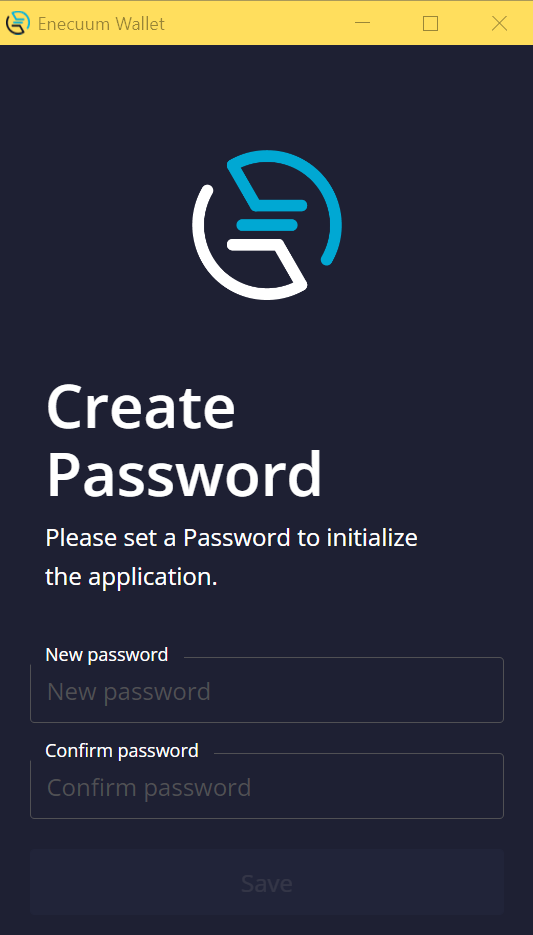 Enecuum Wallet
Create
Password
Please set a Password to initialize
the application.
New password
New password
Confirm password
Confirm password
Save